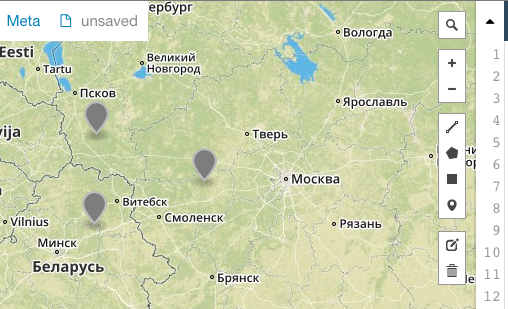 Meta unsaved
ербург
Вологда
Eesti
Tartu
Великий
Новгород
Псков
Ярославль
Тверь
ija
Москва
Витебск
Смоленск
Vilnius
Рязань
Минск
Беларусь
Брянск
1
2
3
4
5
6
7
8
9
10
11
12